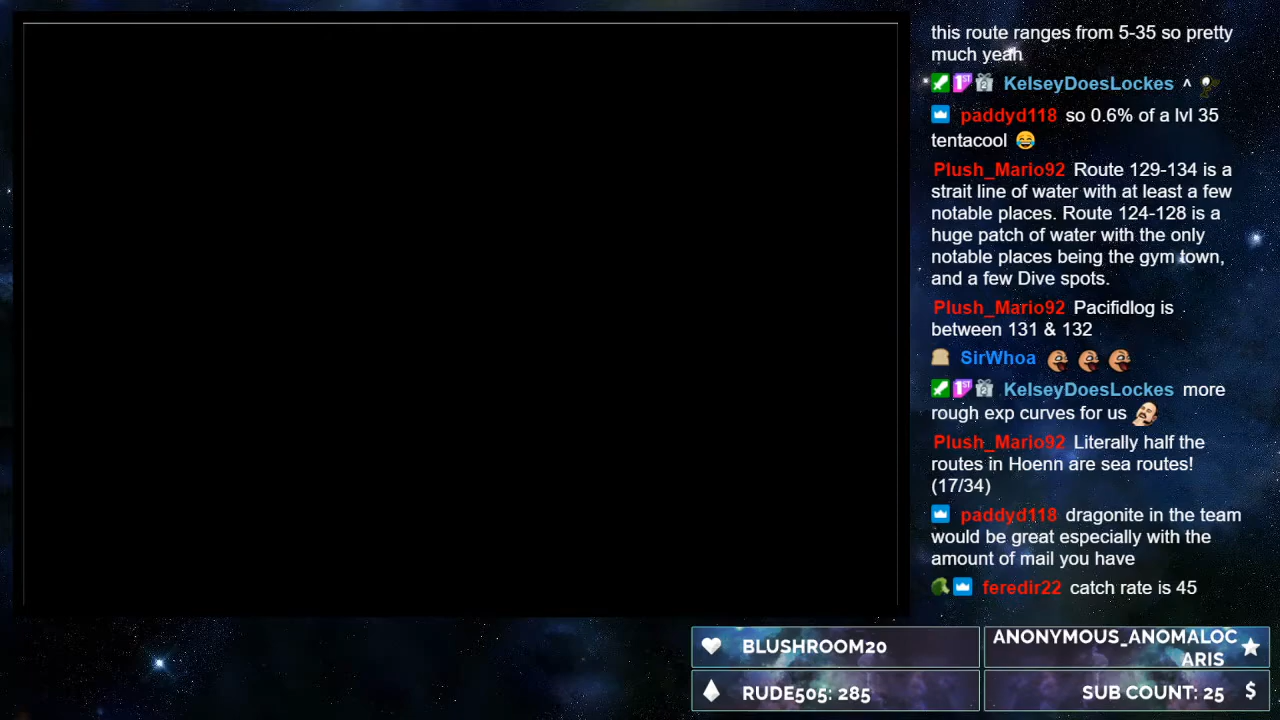 this route ranges from 5-35 so pretty
much yeah
KelseyDoesLockes ^
paddyd118 so 0.6% of a lvl 35
tentacool 😂
Plush_Mario92 Route 129-134 is a
strait line of water with at least a few
notable places. Route 124-128 is a
huge patch of water with the only
notable places being the gym town,
and a few Dive spots.
Plush_Mario92 Pacifidlog is
between 131 & 132
SirWhoa
KelseyDoesLockes more
rough exp curves for us
Plush_Mario92 Literally half the
routes in Hoenn are sea routes!
(17/34)
paddyd118 dragonite in the team
would be great especially with the
amount of mail you have
feredir22 catch rate is 45
BLUSHROOM20
ANONYMOUS_ANOMALOC
ARIS
RUDE505: 285
SUB COUNT: 25 $